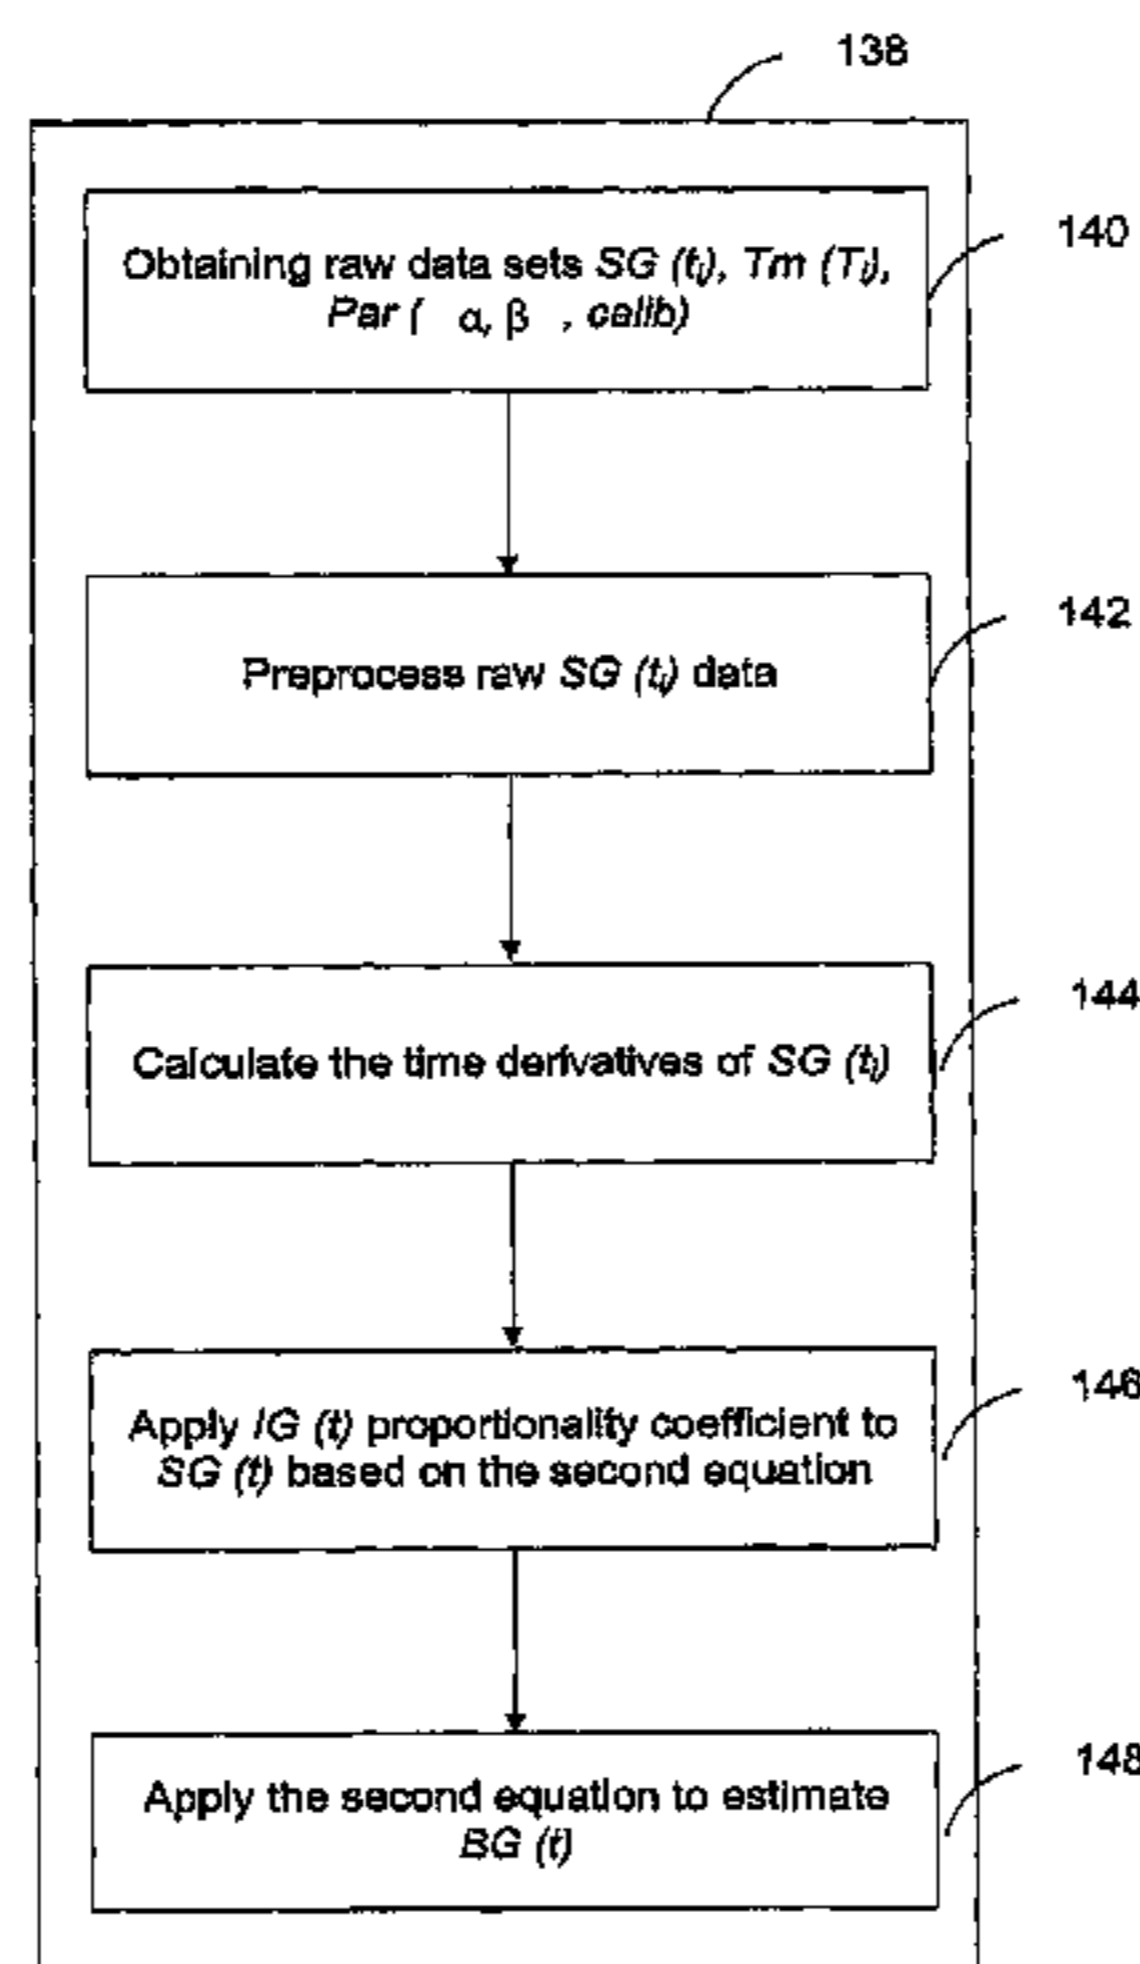 138
Obtaining raw data sets SG (ti), Tm (Ti),
Par ( α, β , calib)
140
142
Preprocess raw SG (ti) data
144
Calculate the time derivatives of SG (ti)
146
Apply IG (t) proportionality coefficient to
SG (t) based on the second equation
148
Apply the second equation to estimate
BG (t)